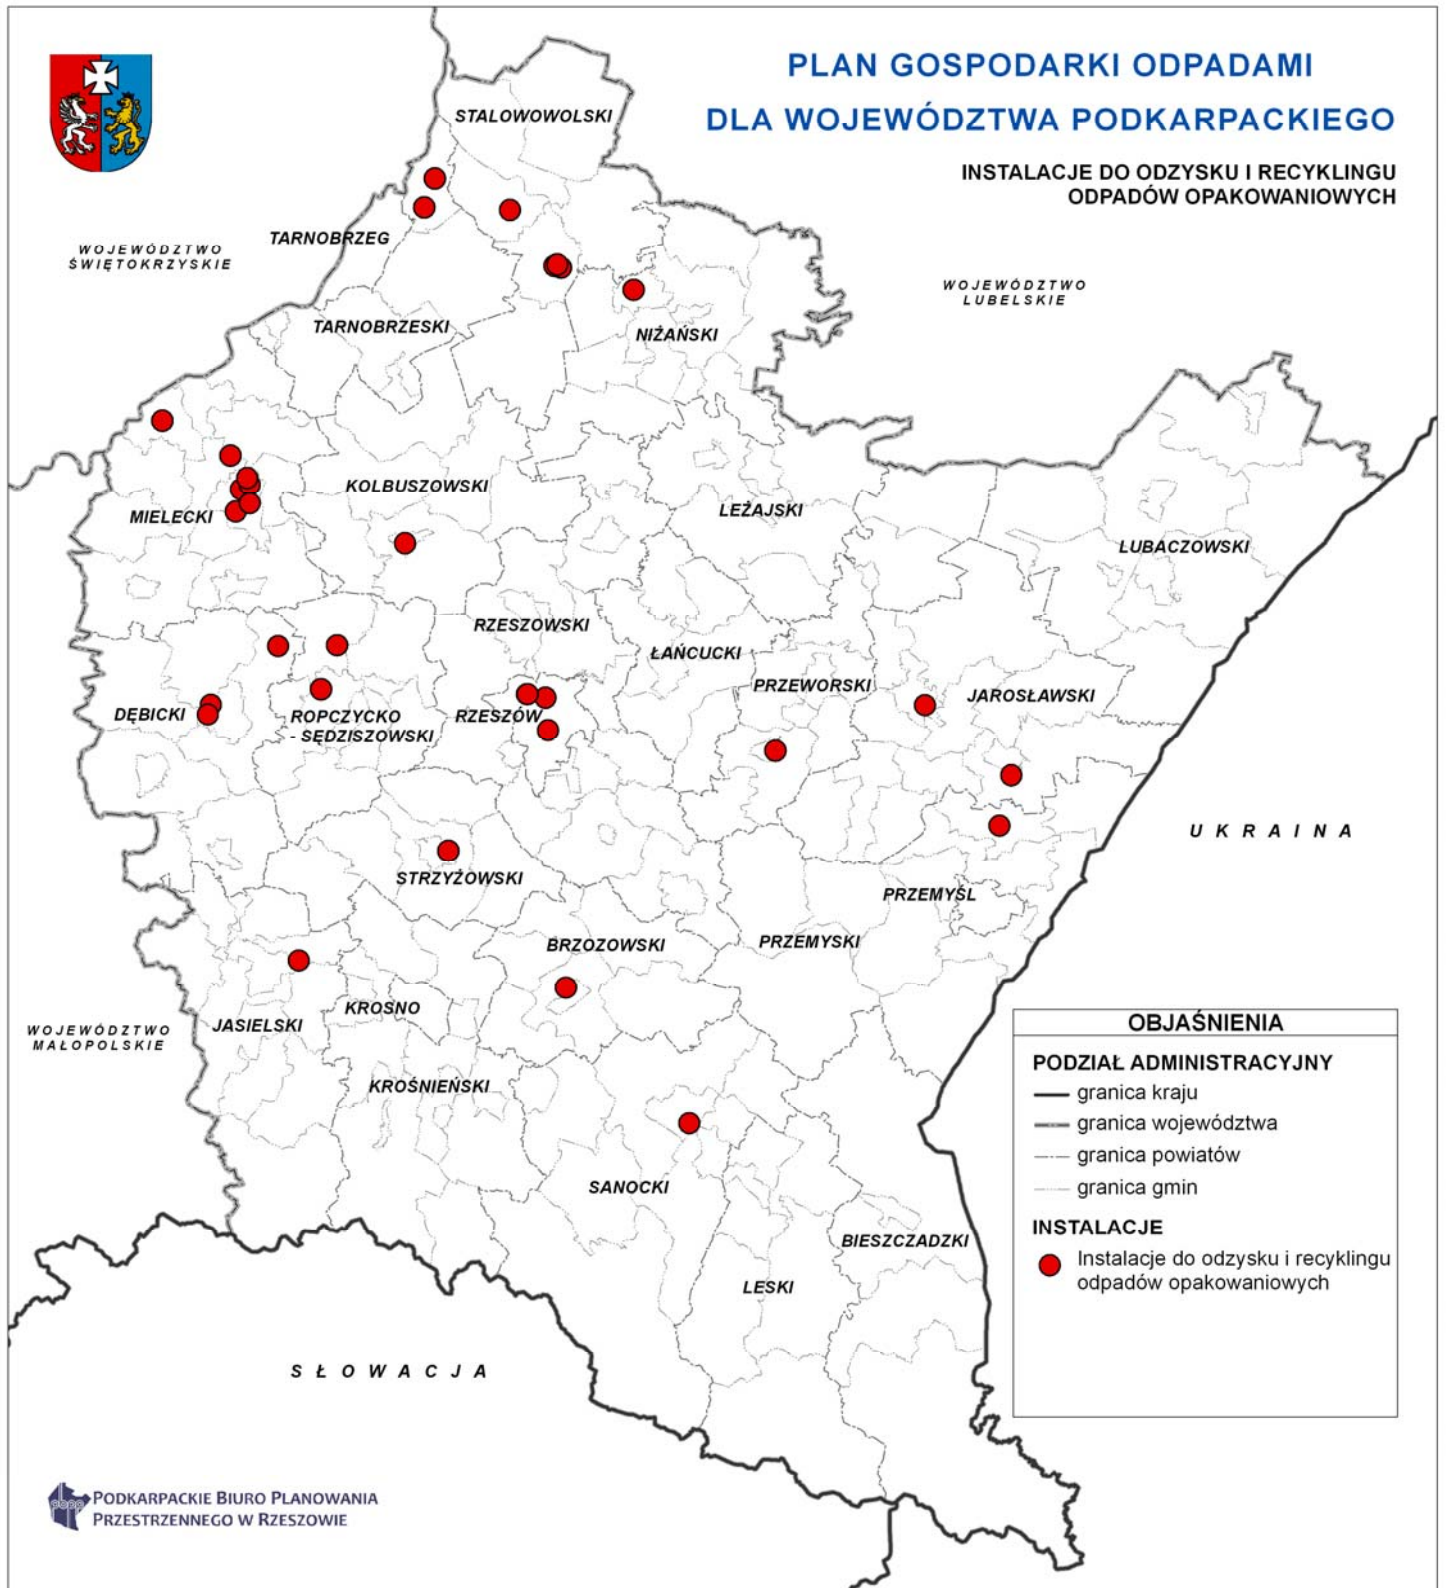 PLAN GOSPODARKI ODPADAMI
DLA WOJEWÓDZTWA PODKARPACKIEGO
INSTALACJE DO ODZYSKU I RECYKLINGU
ODPADÓW OPAKOWANIOWYCH
STALOWOWOLSKI
TARNOBRZEG
WOJEWÓDZTWO
ŚWIĘTOKRZYSKIE
WOJEWÓDZTWO
LUBELSKIE
TARNOBRZESKI
NIŻAŃSKI
KOLBUSZOWSKI
MIELECKI
LEŻAJSKI
LUBACZOWSKI
RZESZOWSKI
ŁAŃCUCKI
PRZEWORSKI
JAROSŁAWSKI
DĘBICKI
ROPCZYCKO
- SĘDZISZOWSKI
RZESZÓW
UKRAINA
STRZYŻOWSKI
PRZEMYŚL
BRZOZOWSKI
PRZEMYSKI
KROSNO
JASIELSKI
WOJEWÓDZTWO
MAŁOPOLSKIE
KROŚNIEŃSKI
SANOCKI
BIESZCZADZKI
LESKI
SŁOWACJA
OBJAŚNIENIA
PODZIAŁ ADMINISTRACYJNY
granica kraju
granica województwa
granica powiatów
granica gmin
INSTALACJE
Instalacje do odzysku i recyklingu
odpadów opakowaniowych
pbpp
PODKARPACKIE BIURO PLANOWANIA
PRZESTRZENNEGO W RZESZOWIE